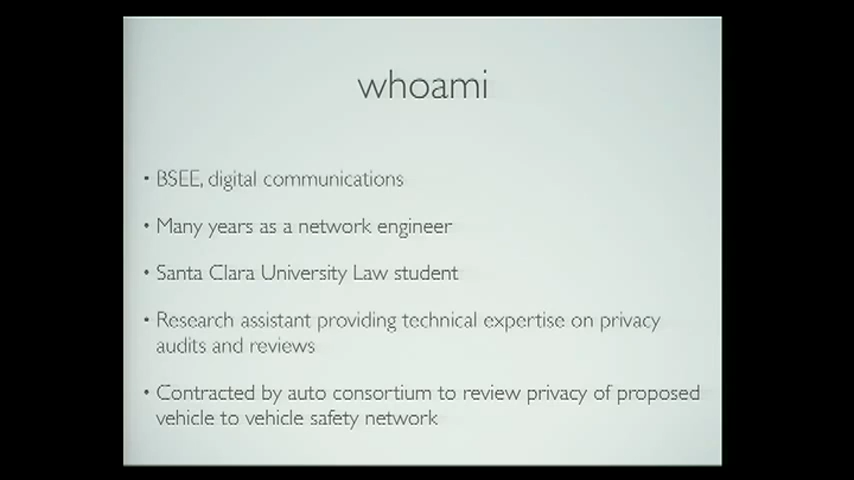 whoami
• BSEE, digital communications
• Many years as a network engineer
• Santa Clara University Law student
• Research assistant providing technical expertise on privacy
audits and reviews
• Contracted by auto consortium to review privacy of proposed
vehicle to vehicle safety network